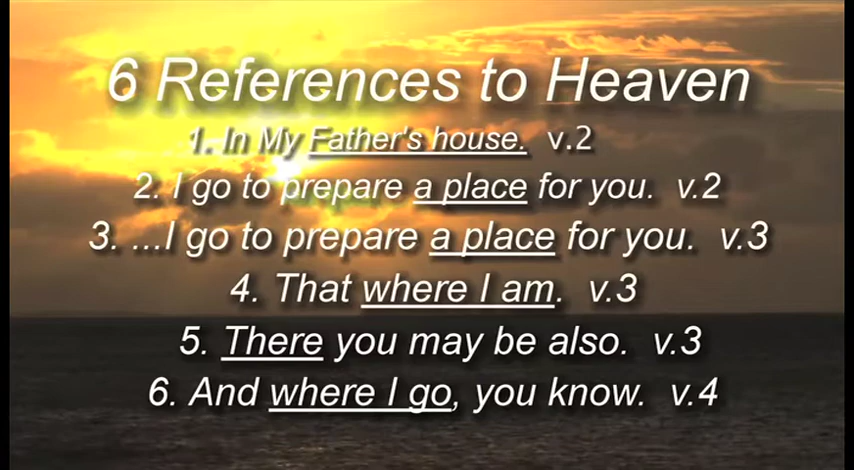 6 References to Heaven
1. In My Father's house. v.2
2. I go to prepare a place for you. v.2
3. ...I go to prepare a place for you. v.3
4. That where I am. v.3
5. There you may be also. v.3
6. And where I go, you know. v.4